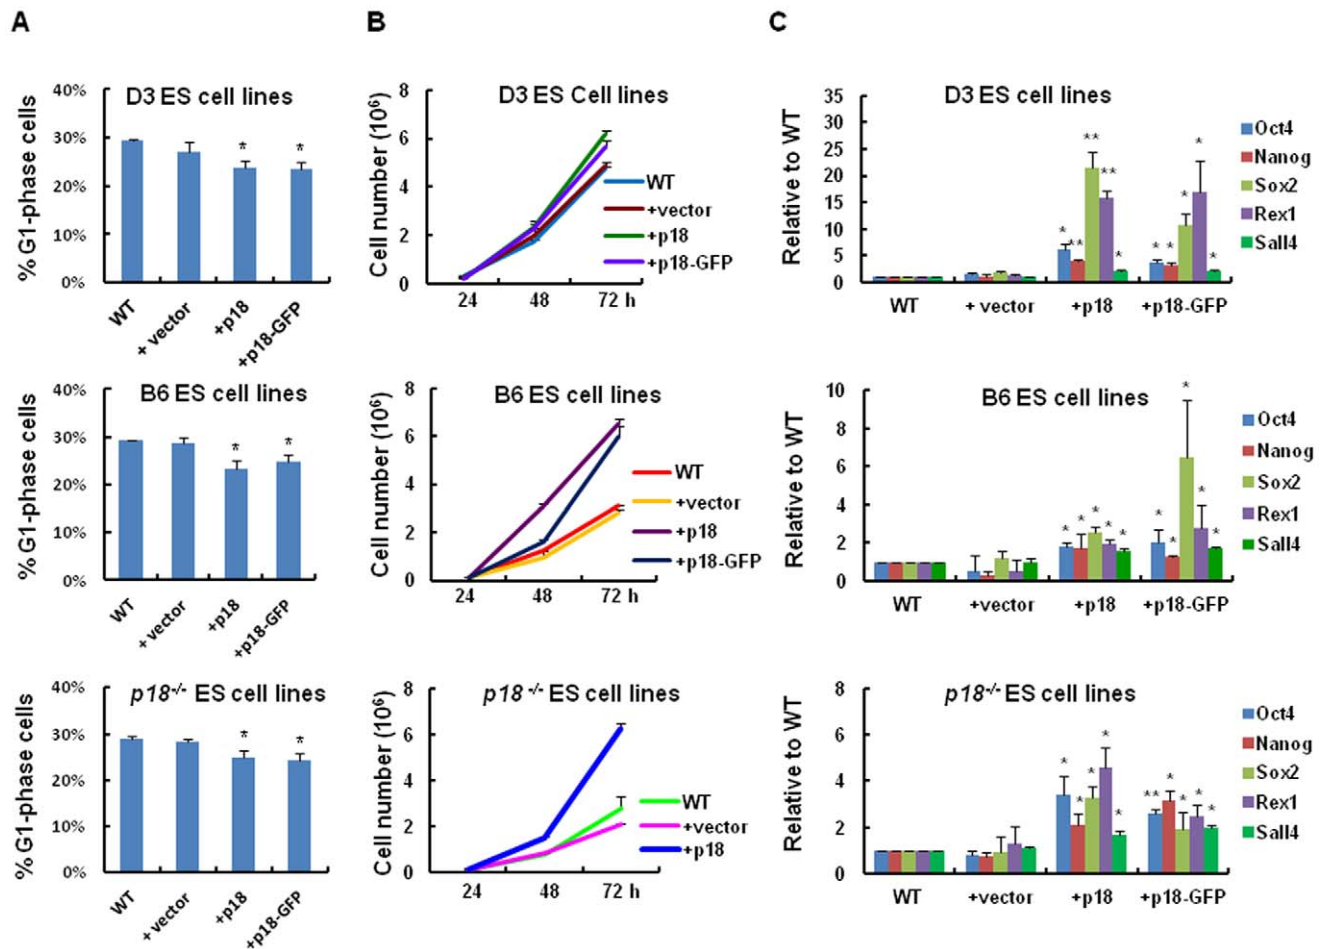 A
B
C
D3 ES cell lines
%G1-phase cells
40%
30%
20%
10%
0%
WT
+ vector
+p18
+p18-GFP
* *
D3 ES Cell lines
Cell number (10⁶)
8
6
4
2
0
24 48 72 h
WT
+vector
+p18
+p18-GFP
D3 ES cell lines
Relative to WT
35
30
25
20
15
10
5
0
* ** ** ** *
* * * * *
WT + vector +p18 +p18-GFP
Oct4
Nanog
Sox2
Rex1
Sall4
B6 ES cell lines
%G1-phase cells
40%
30%
20%
10%
0%
* *
WT
+vector
+p18
+p18-GFP
B6 ES cell lines
Cell number (10⁶)
8
6
4
2
0
24 48 72 h
WT
+vector
+p18
+p18-GFP
B6 ES cell lines
Relative to WT
10
8
6
4
2
0
* * * * *
* * * * *
WT +vector +p18 +p18-GFP
Oct4
Nanog
Sox2
Rex1
Sall4
p18-/- ES cell lines
%G1-phase cells
40%
30%
20%
10%
0%
* *
WT
+ vector
+p18
+p18-GFP
p18 -/- ES cell lines
Cell number (10⁶)
8
6
4
2
0
24 48 72 h
WT
+vector
+p18
p18-/- ES cell lines
Relative to WT
8
6
4
2
0
* * * * *
** * * * *
WT +vector +p18 +p18-GFP
Oct4
Nanog
Sox2
Rex1
Sall4